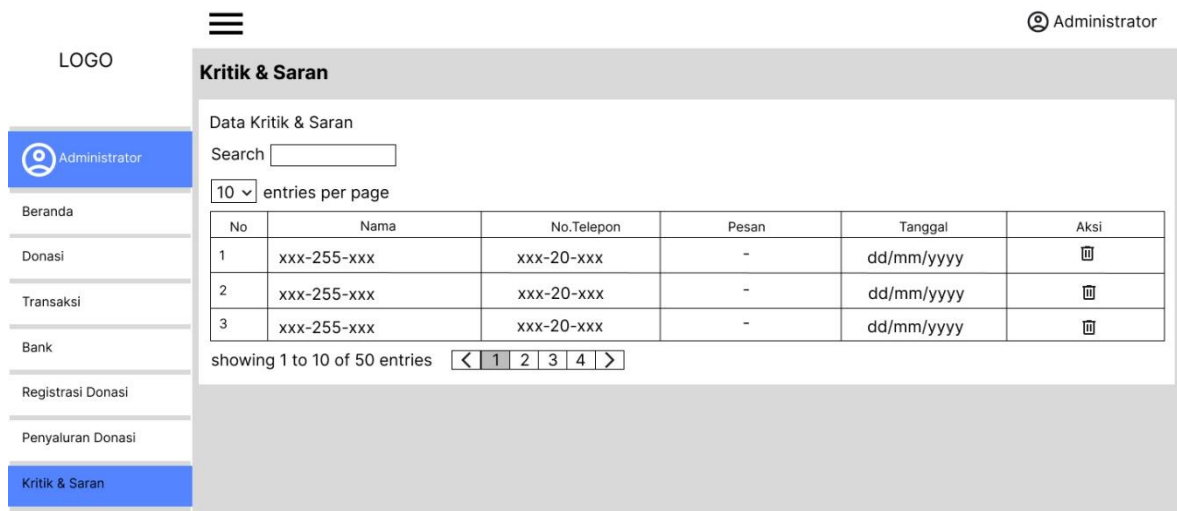 LOGO
Administrator
Beranda
Donasi
Transaksi
Bank
Registrasi Donasi
Penyaluran Donasi
Kritik & Saran
Administrator
Kritik & Saran
Data Kritik & Saran
Search
10 entries per page
No Nama No.Telepon Pesan Tanggal Aksi
1 xxx-255-xxx xxx-20-xxx - dd/mm/yyyy
2 xxx-255-xxx xxx-20-xxx - dd/mm/yyyy
3 xxx-255-xxx xxx-20-xxx - dd/mm/yyyy
showing 1 to 10 of 50 entries < 1 2 3 4 >